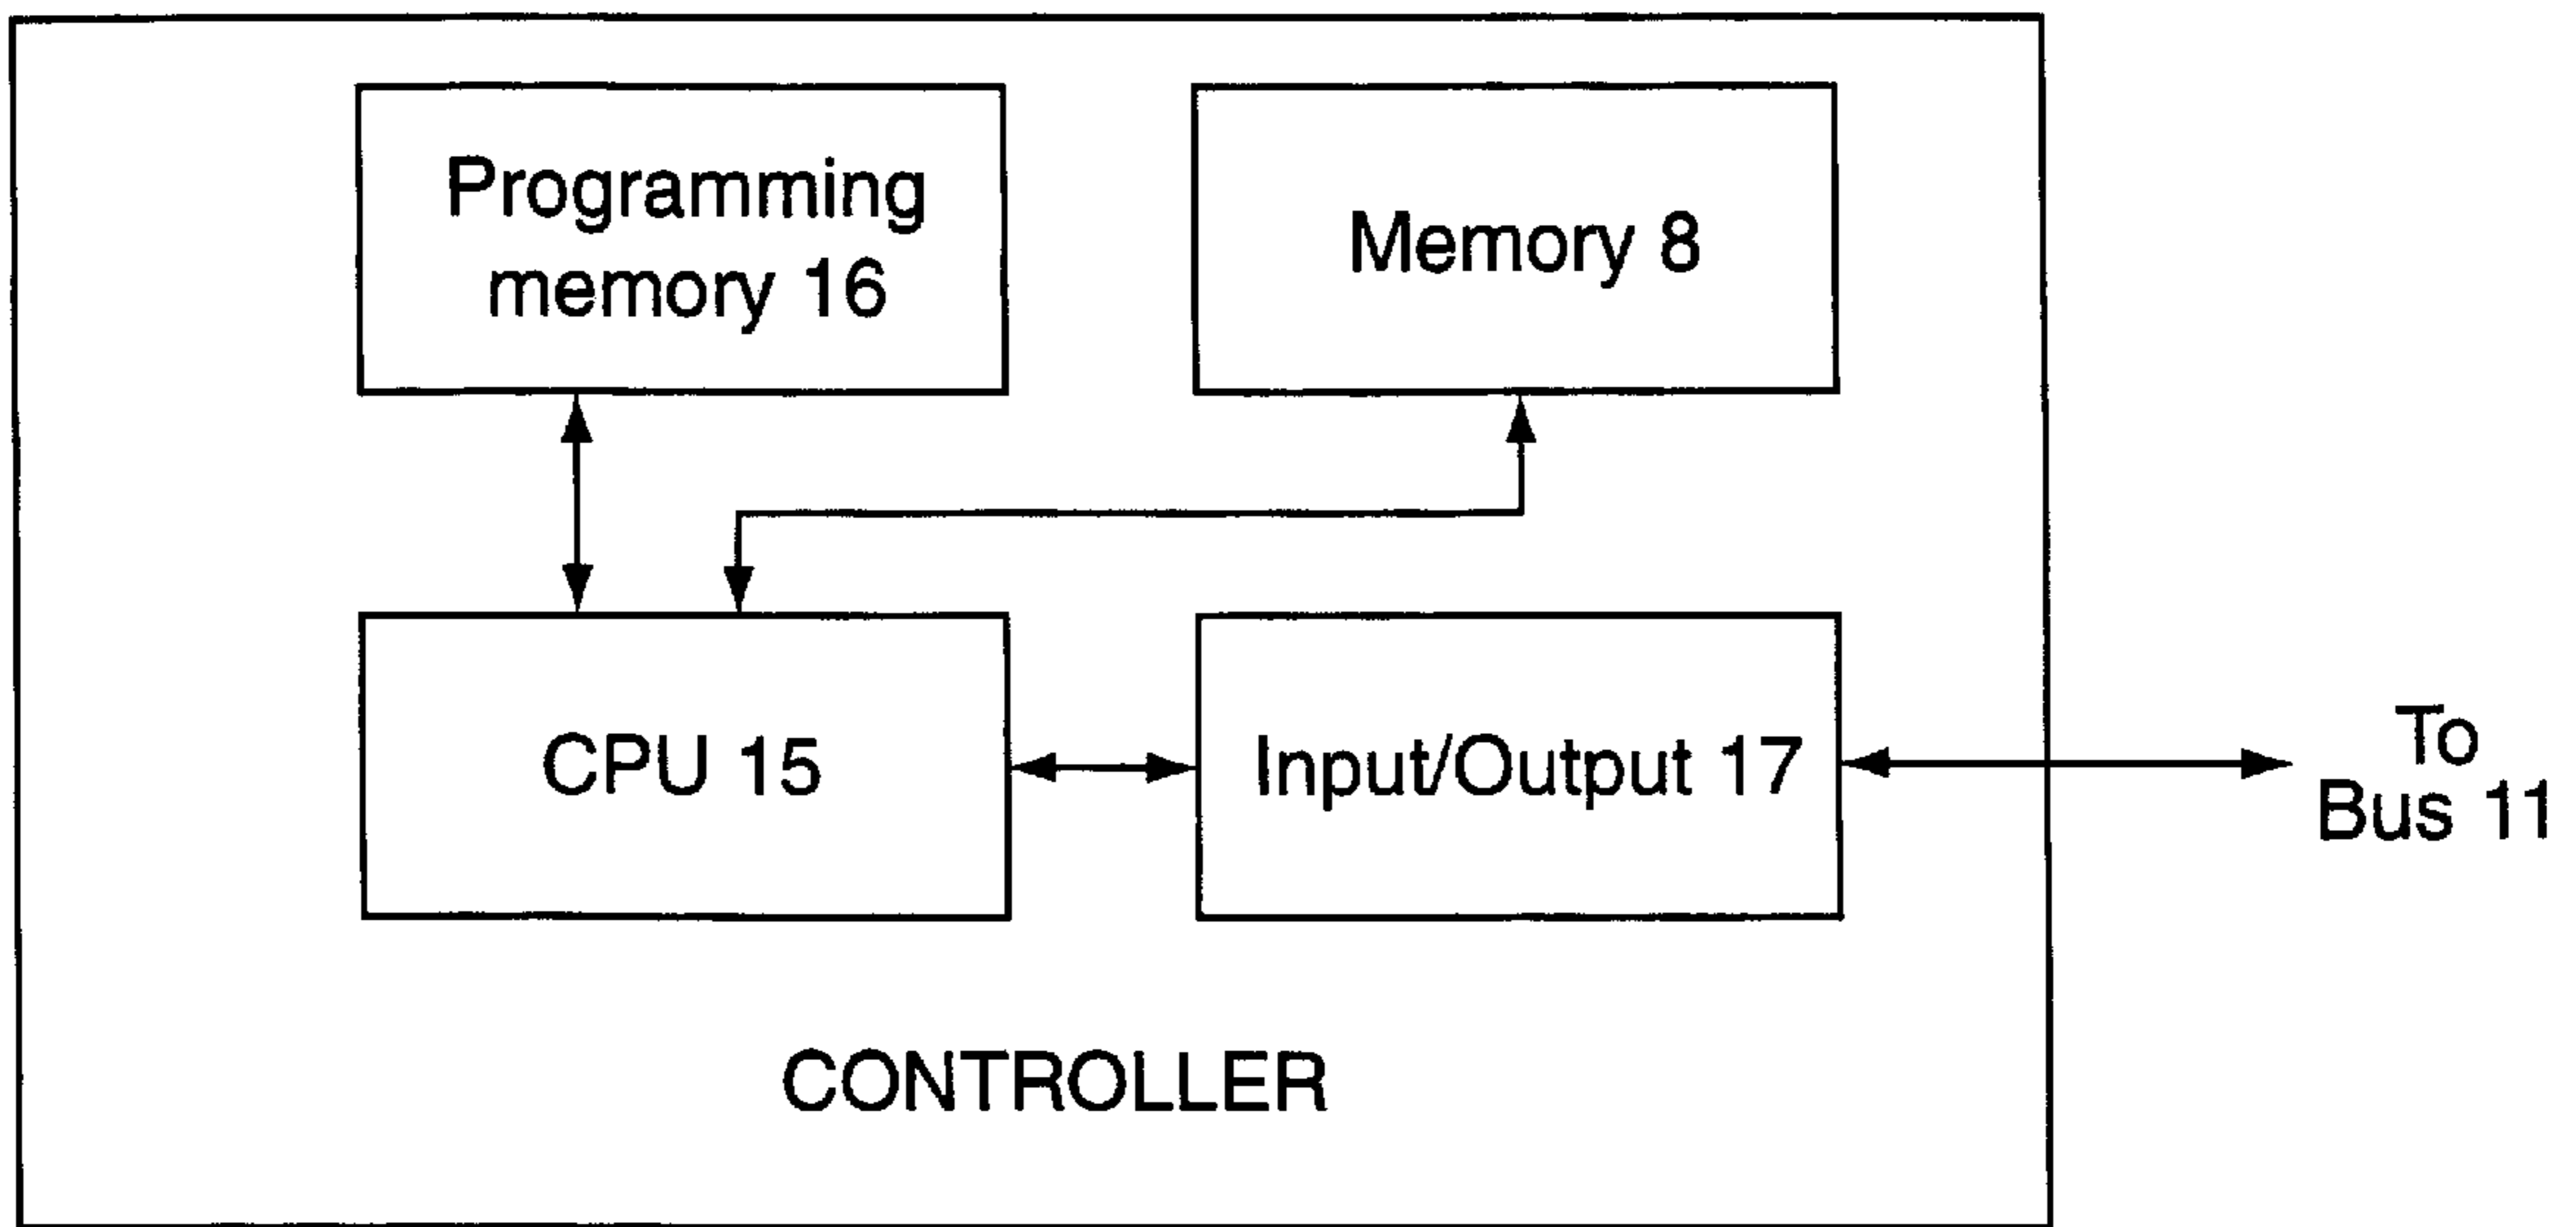 Programming
memory 16
Memory 8
CPU 15
Input/Output 17
To
Bus 11
CONTROLLER